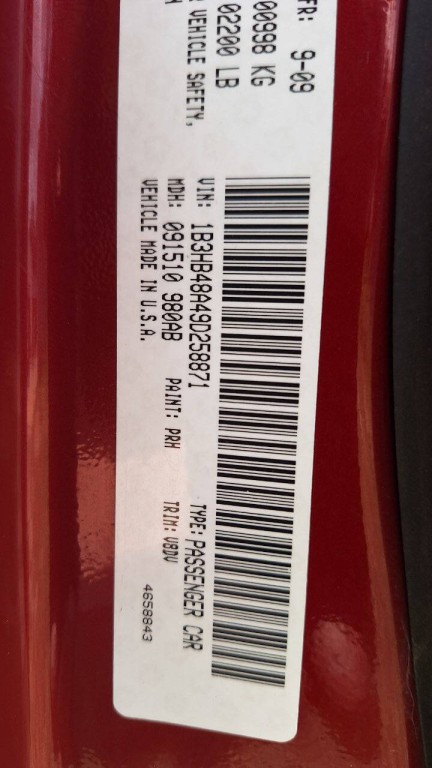 FR: 9-09
00998 KG
02200 LB
VEHICLE SAFETY,
VIN: 1B3HB48A49D258871 TYPE: PASSENGER CAR
MDH: 091510 980AB PAINT: PRH TRIM: V8DV
VEHICLE MADE IN U.S.A.
4658843